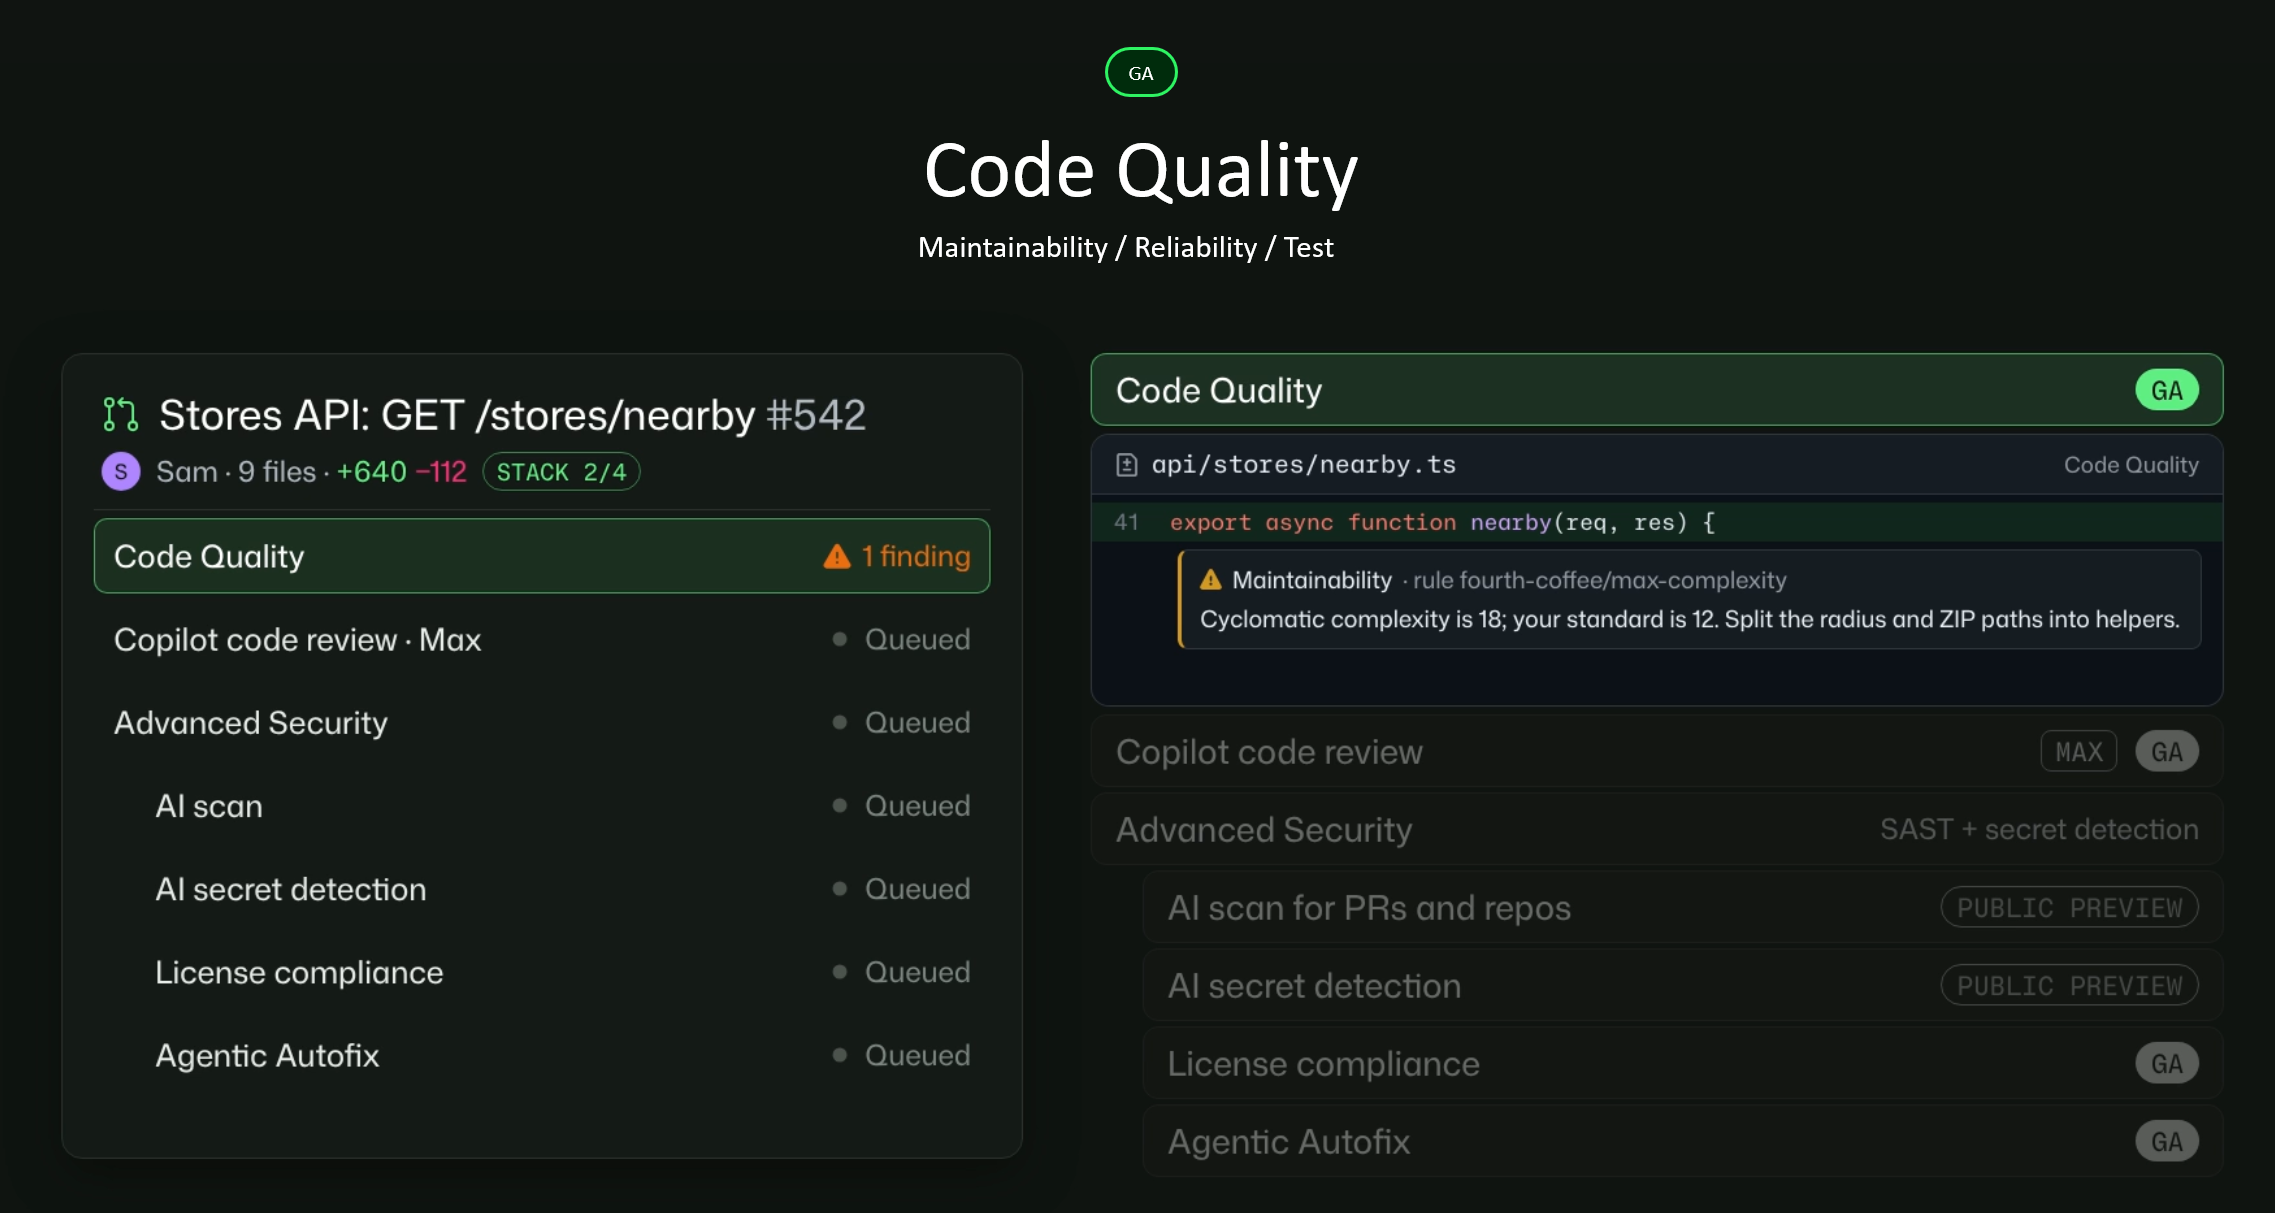 GA
Code Quality
Maintainability / Reliability / Test
Stores API: GET /stores/nearby #542
S Sam · 9 files · +640 −112 STACK 2/4
Code Quality 1 finding
Copilot code review · Max Queued
Advanced Security Queued
AI scan Queued
AI secret detection Queued
License compliance Queued
Agentic Autofix Queued
Code Quality GA
api/stores/nearby.ts Code Quality
41 export async function nearby(req, res) {
Maintainability · rule fourth-coffee/max-complexity
Cyclomatic complexity is 18; your standard is 12. Split the radius and ZIP paths into helpers.
Copilot code review MAX GA
Advanced Security SAST + secret detection
AI scan for PRs and repos PUBLIC PREVIEW
AI secret detection PUBLIC PREVIEW
License compliance GA
Agentic Autofix GA